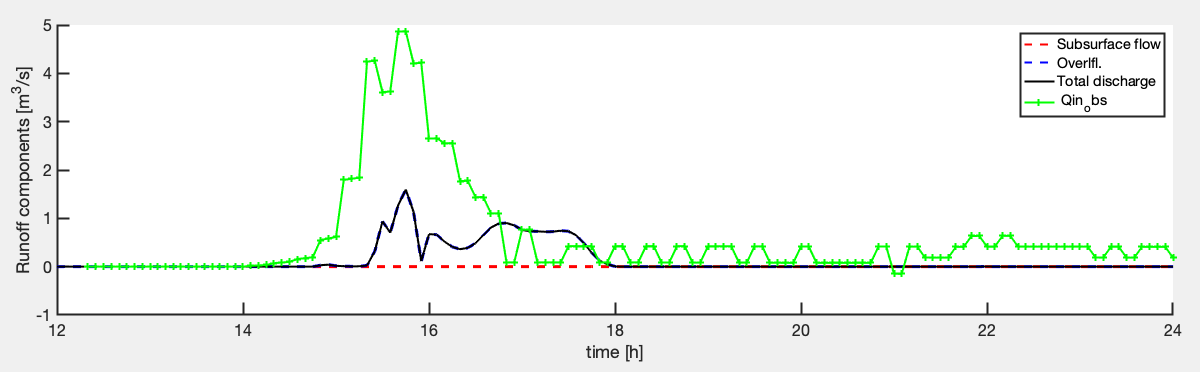 Runoff components [m³/s]
5
4
3
2
1
0
-1
12
14
16
18
20
22
24
time [h]
Subsurface flow
Overlfl.
Total discharge
Qinₒbs